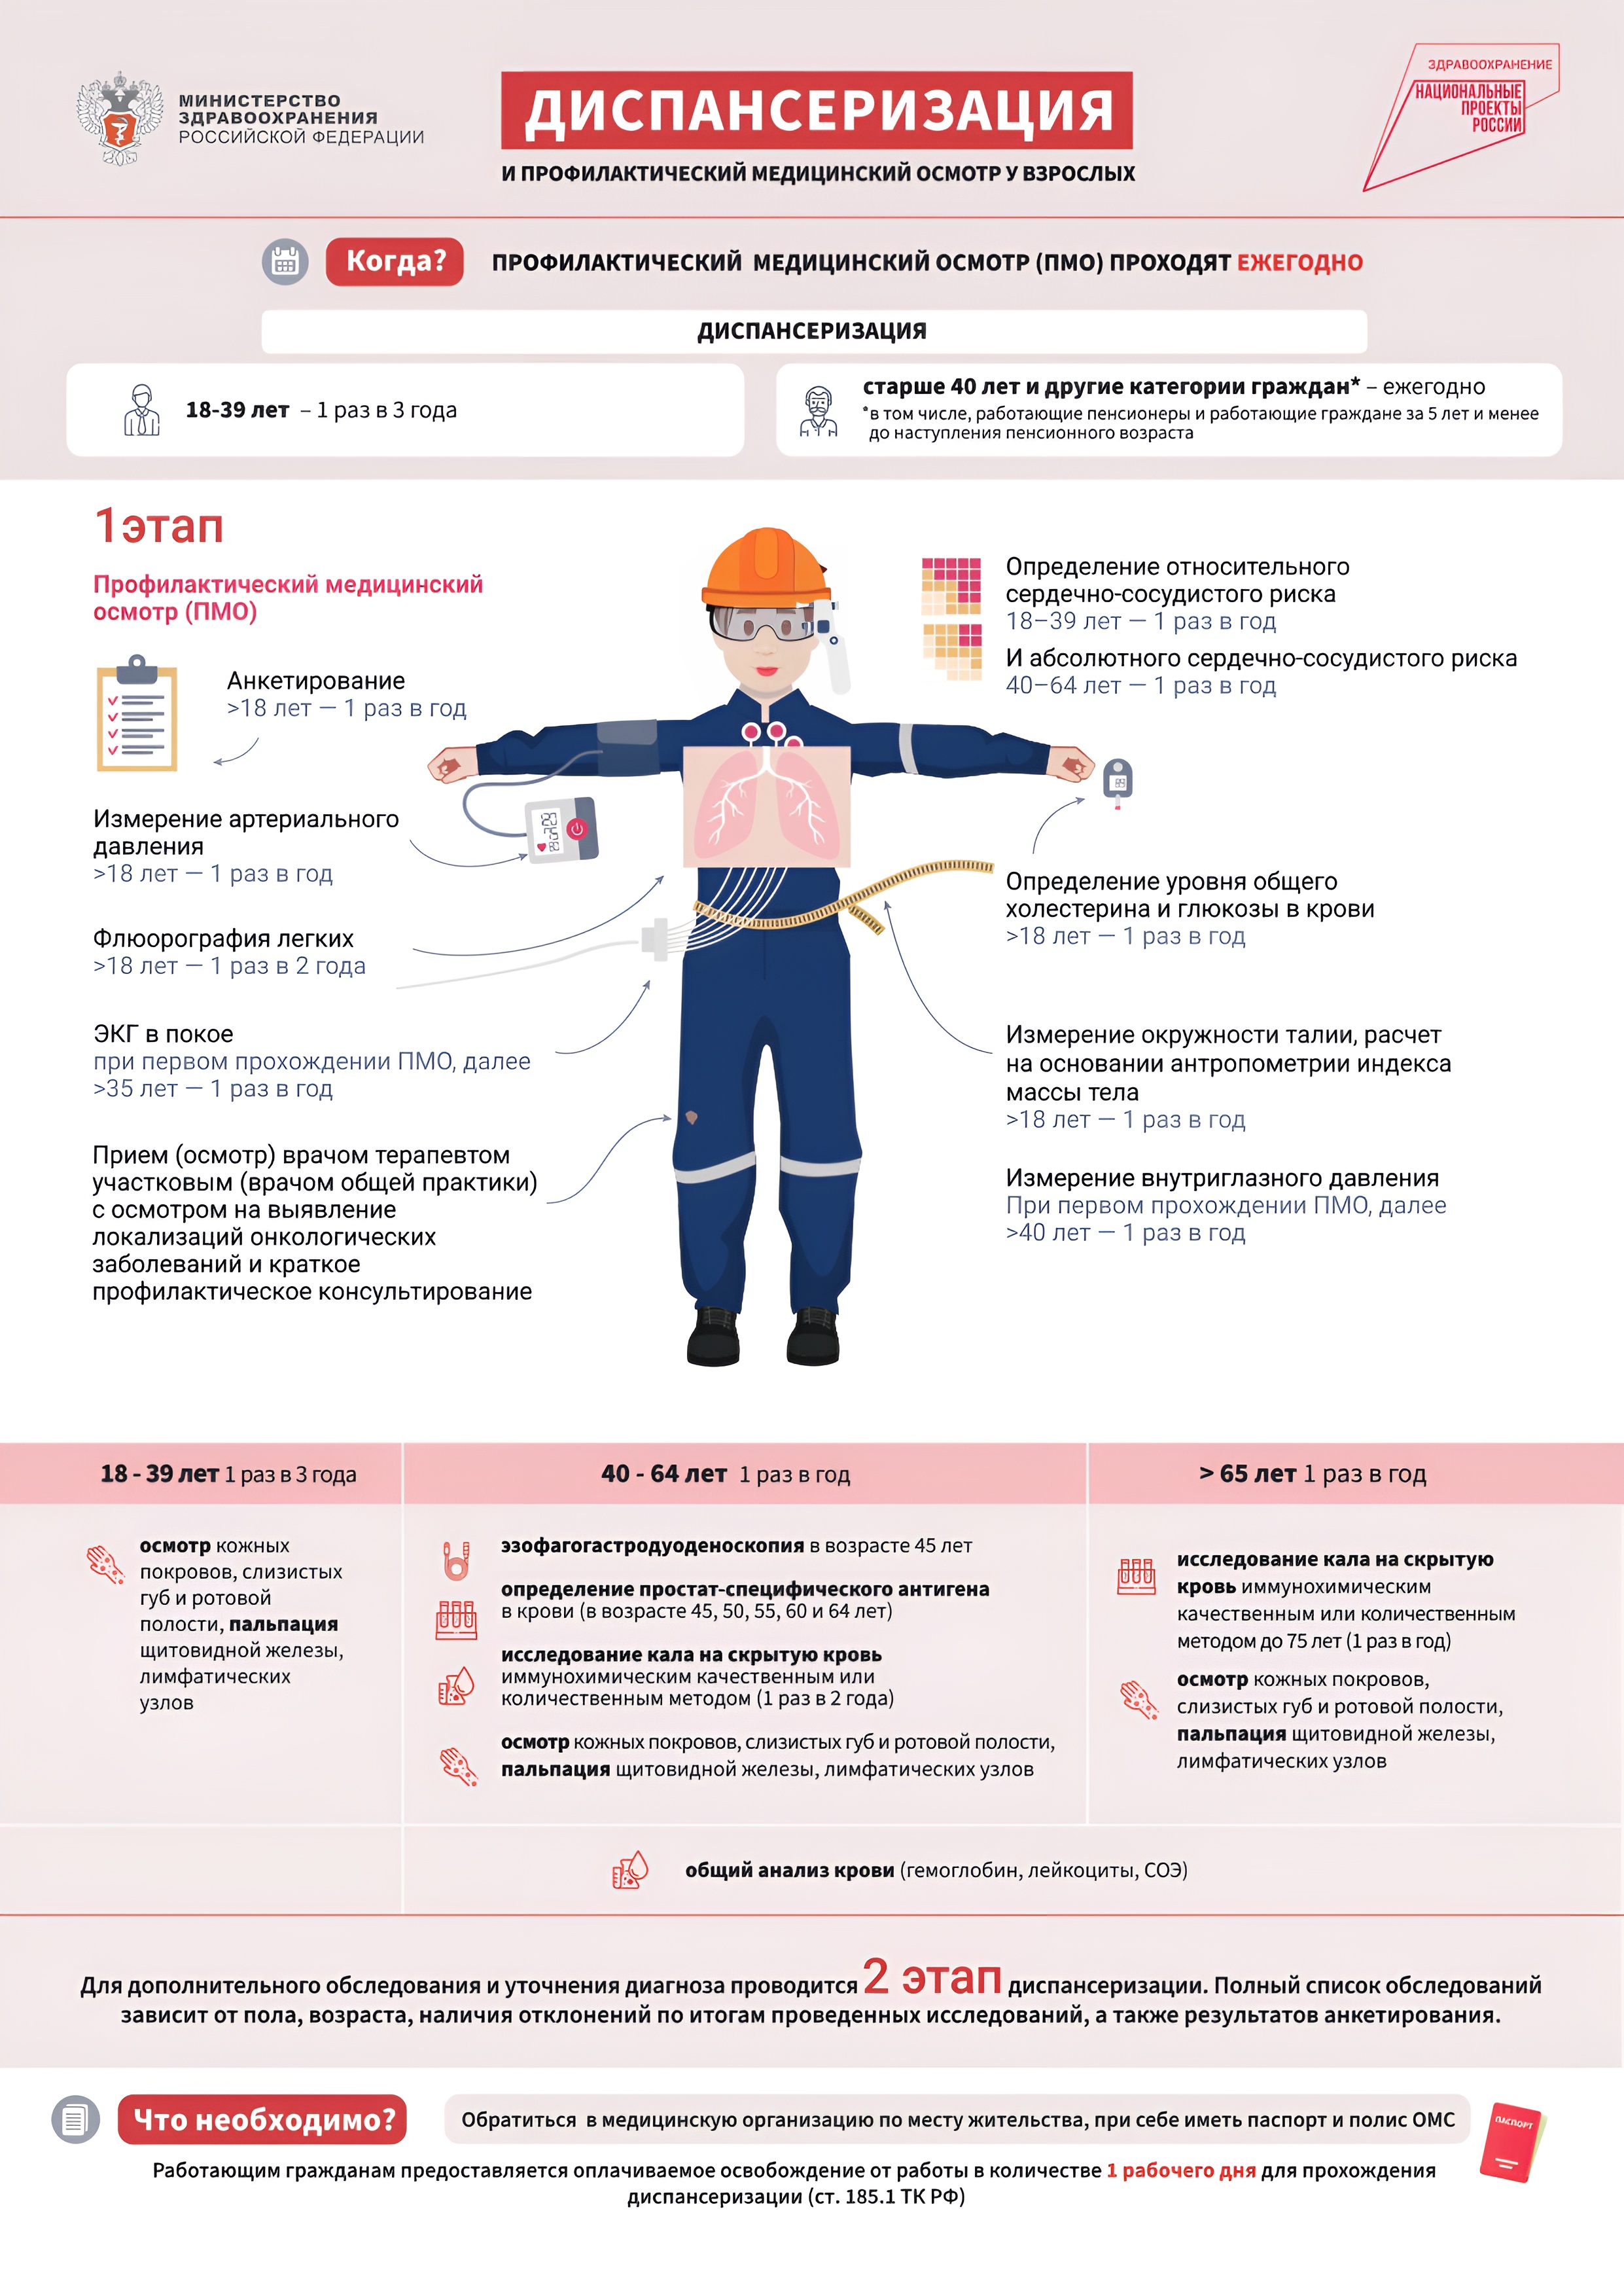 МИНИСТЕРСТВО
ЗДРАВООХРАНЕНИЯ
РОССИЙСКОЙ ФЕДЕРАЦИИ
ДИСПАНСЕРИЗАЦИЯ
И ПРОФИЛАКТИЧЕСКИЙ МЕДИЦИНСКИЙ ОСМОТР У ВЗРОСЛЫХ
ЗДРАВООХРАНЕНИЕ
НАЦИОНАЛЬНЫЕ
ПРОЕКТЫ
РОССИИ
Когда?
ПРОФИЛАКТИЧЕСКИЙ МЕДИЦИНСКИЙ ОСМОТР (ПМО) ПРОХОДЯТ ЕЖЕГОДНО
ДИСПАНСЕРИЗАЦИЯ
18-39 лет – 1 раз в 3 года
старше 40 лет и другие категории граждан* – ежегодно
*в том числе, работающие пенсионеры и работающие граждане за 5 лет и менее
до наступления пенсионного возраста
1этап
Профилактический медицинский
осмотр (ПМО)
Анкетирование
>18 лет — 1 раз в год
Измерение артериального
давления
>18 лет — 1 раз в год
Флюорография легких
>18 лет — 1 раз в 2 года
ЭКГ в покое
при первом прохождении ПМО, далее
>35 лет — 1 раз в год
Прием (осмотр) врачом терапевтом
участковым (врачом общей практики)
с осмотром на выявление
локализаций онкологических
заболеваний и краткое
профилактическое консультирование
Определение относительного
сердечно-сосудистого риска
18–39 лет — 1 раз в год
И абсолютного сердечно-сосудистого риска
40–64 лет — 1 раз в год
Определение уровня общего
холестерина и глюкозы в крови
>18 лет — 1 раз в год
Измерение окружности талии, расчет
на основании антропометрии индекса
массы тела
>18 лет — 1 раз в год
Измерение внутриглазного давления
При первом прохождении ПМО, далее
>40 лет — 1 раз в год
18 - 39 лет 1 раз в 3 года
осмотр кожных
покровов, слизистых
губ и ротовой
полости, пальпация
щитовидной железы,
лимфатических
узлов
40 - 64 лет 1 раз в год
эзофагогастродуоденоскопия в возрасте 45 лет
определение простат-специфического антигена
в крови (в возрасте 45, 50, 55, 60 и 64 лет)
исследование кала на скрытую кровь
иммунохимическим качественным или
количественным методом (1 раз в 2 года)
осмотр кожных покровов, слизистых губ и ротовой полости,
пальпация щитовидной железы, лимфатических узлов
> 65 лет 1 раз в год
исследование кала на скрытую
кровь иммунохимическим
качественным или количественным
методом до 75 лет (1 раз в год)
осмотр кожных покровов,
слизистых губ и ротовой полости,
пальпация щитовидной железы,
лимфатических узлов
общий анализ крови (гемоглобин, лейкоциты, СОЭ)
Для дополнительного обследования и уточнения диагноза проводится 2 этап диспансеризации. Полный список обследований
зависит от пола, возраста, наличия отклонений по итогам проведенных исследований, а также результатов анкетирования.
Что необходимо?
Обратиться в медицинскую организацию по месту жительства, при себе иметь паспорт и полис ОМС
ПАСПОРТ
Работающим гражданам предоставляется оплачиваемое освобождение от работы в количестве 1 рабочего дня для прохождения
диспансеризации (ст. 185.1 ТК РФ)